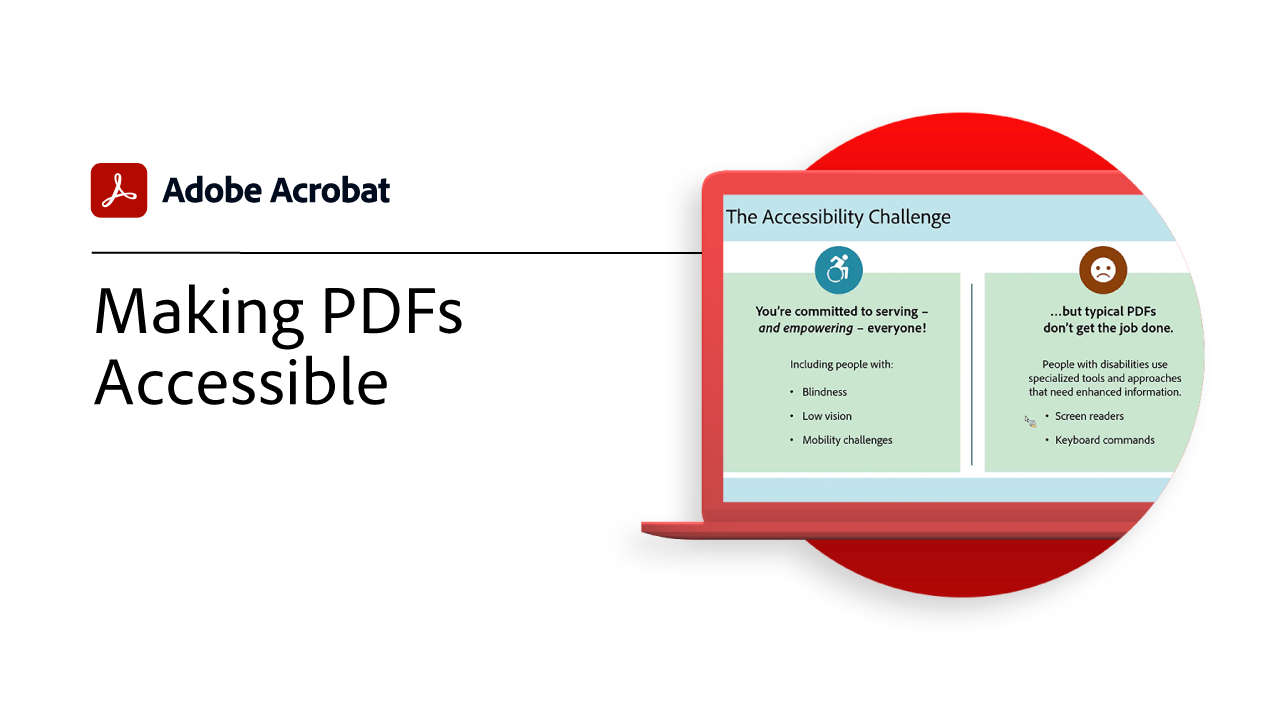 Adobe Acrobat
Making PDFs
Accessible
The Accessibility Challenge
You're committed to serving –
and empowering – everyone!
Including people with:
• Blindness
• Low vision
• Mobility challenges
...but typical PDFs
don't get the job done.
People with disabilities use
specialized tools and approaches
that need enhanced information.
• Screen readers
• Keyboard commands